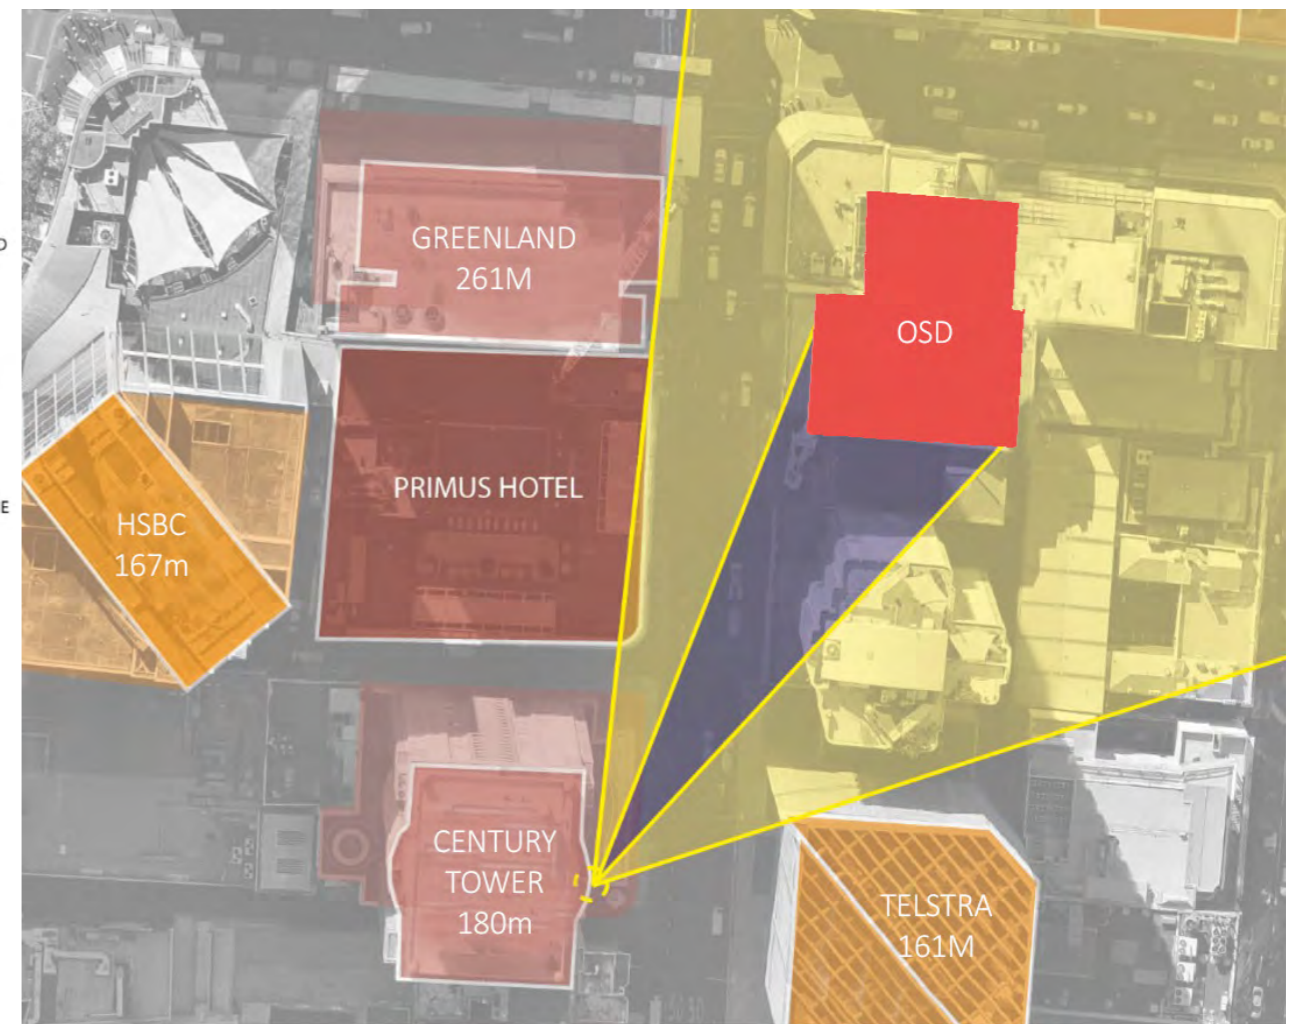 GREENLAND
261M
OSD
PRIMUS HOTEL
HSBC
167m
CENTURY
TOWER
180m
TELSTRA
161M